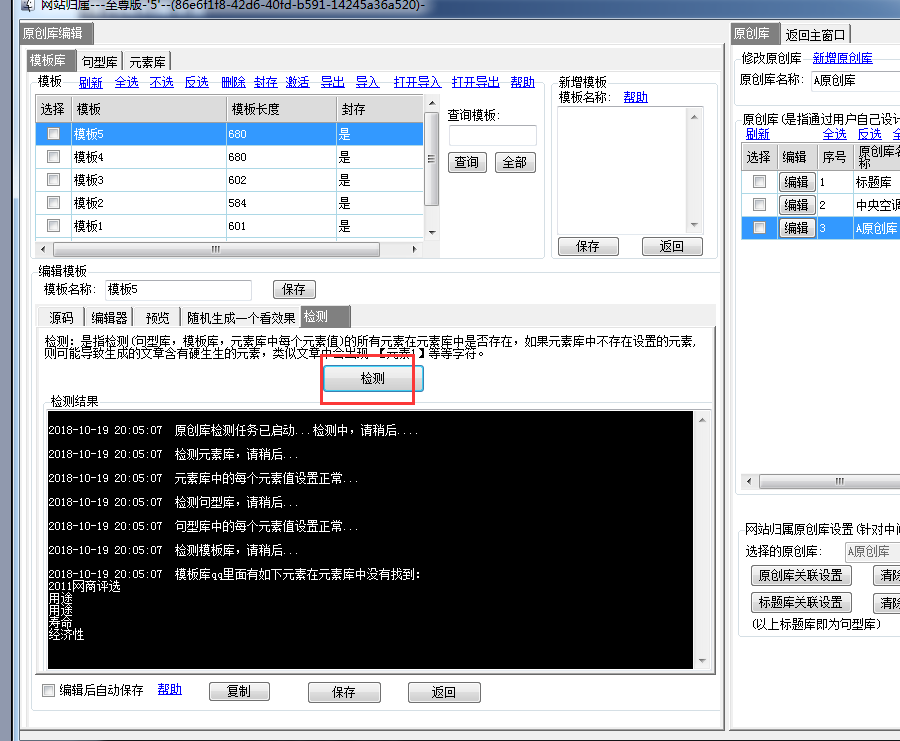 网站归属---至尊版-'5'--(86e6f1f8-42d6-40fd-b591-14245a36a520)-
原创库编辑
模板库 句型库 元素库
模板 刷新 全选 不选 反选 删除 封存 激活 导出 导入 打开导入 打开导出 帮助
选择 模板 模板长度 封存
模板5 680 是
模板4 680 是
模板3 602 是
模板2 584 是
模板1 601 是
查询模板:
查询 全部
新增模板
模板名称: 帮助
保存 返回
编辑模板
模板名称: 模板5 保存
源码 编辑器 预览 随机生成一个看效果 检测
检测: 是指检测(句型库, 模板库, 元素库中每个元素值)的所有元素在元素库中是否存在, 如果元素库中不存在设置的元素,
则可能导致生成的文章含有硬生生的元素, 类似文章中会出现 【元素1】等等字符。
检测
检测结果
2018-10-19 20:05:07 原创库检测任务已启动...检测中,请稍后....
2018-10-19 20:05:07 检测元素库,请稍后...
2018-10-19 20:05:07 元素库中的每个元素值设置正常...
2018-10-19 20:05:07 检测句型库,请稍后...
2018-10-19 20:05:07 句型库中的每个元素值设置正常...
2018-10-19 20:05:07 检测模板库,请稍后...
2018-10-19 20:05:07 模板库qq里面有如下元素在元素库中没有找到:
2011网商评选
用途
用途
寿命
经济性
编辑后自动保存 帮助 复制 保存 返回
原创库 返回主窗口
修改原创库 新增原创库
原创库名称: A原创库
原创库(是指通过用户自己设计
刷新 全选 反选 全
选择 编辑 序号 原创库名称
编辑 1 标题库
编辑 2 中央空调
编辑 3 A原创库
网站归属原创库设置(针对中间
选择的原创库: A原创库
原创库关联设置 清除
标题库关联设置 清除
(以上标题库即为句型库)